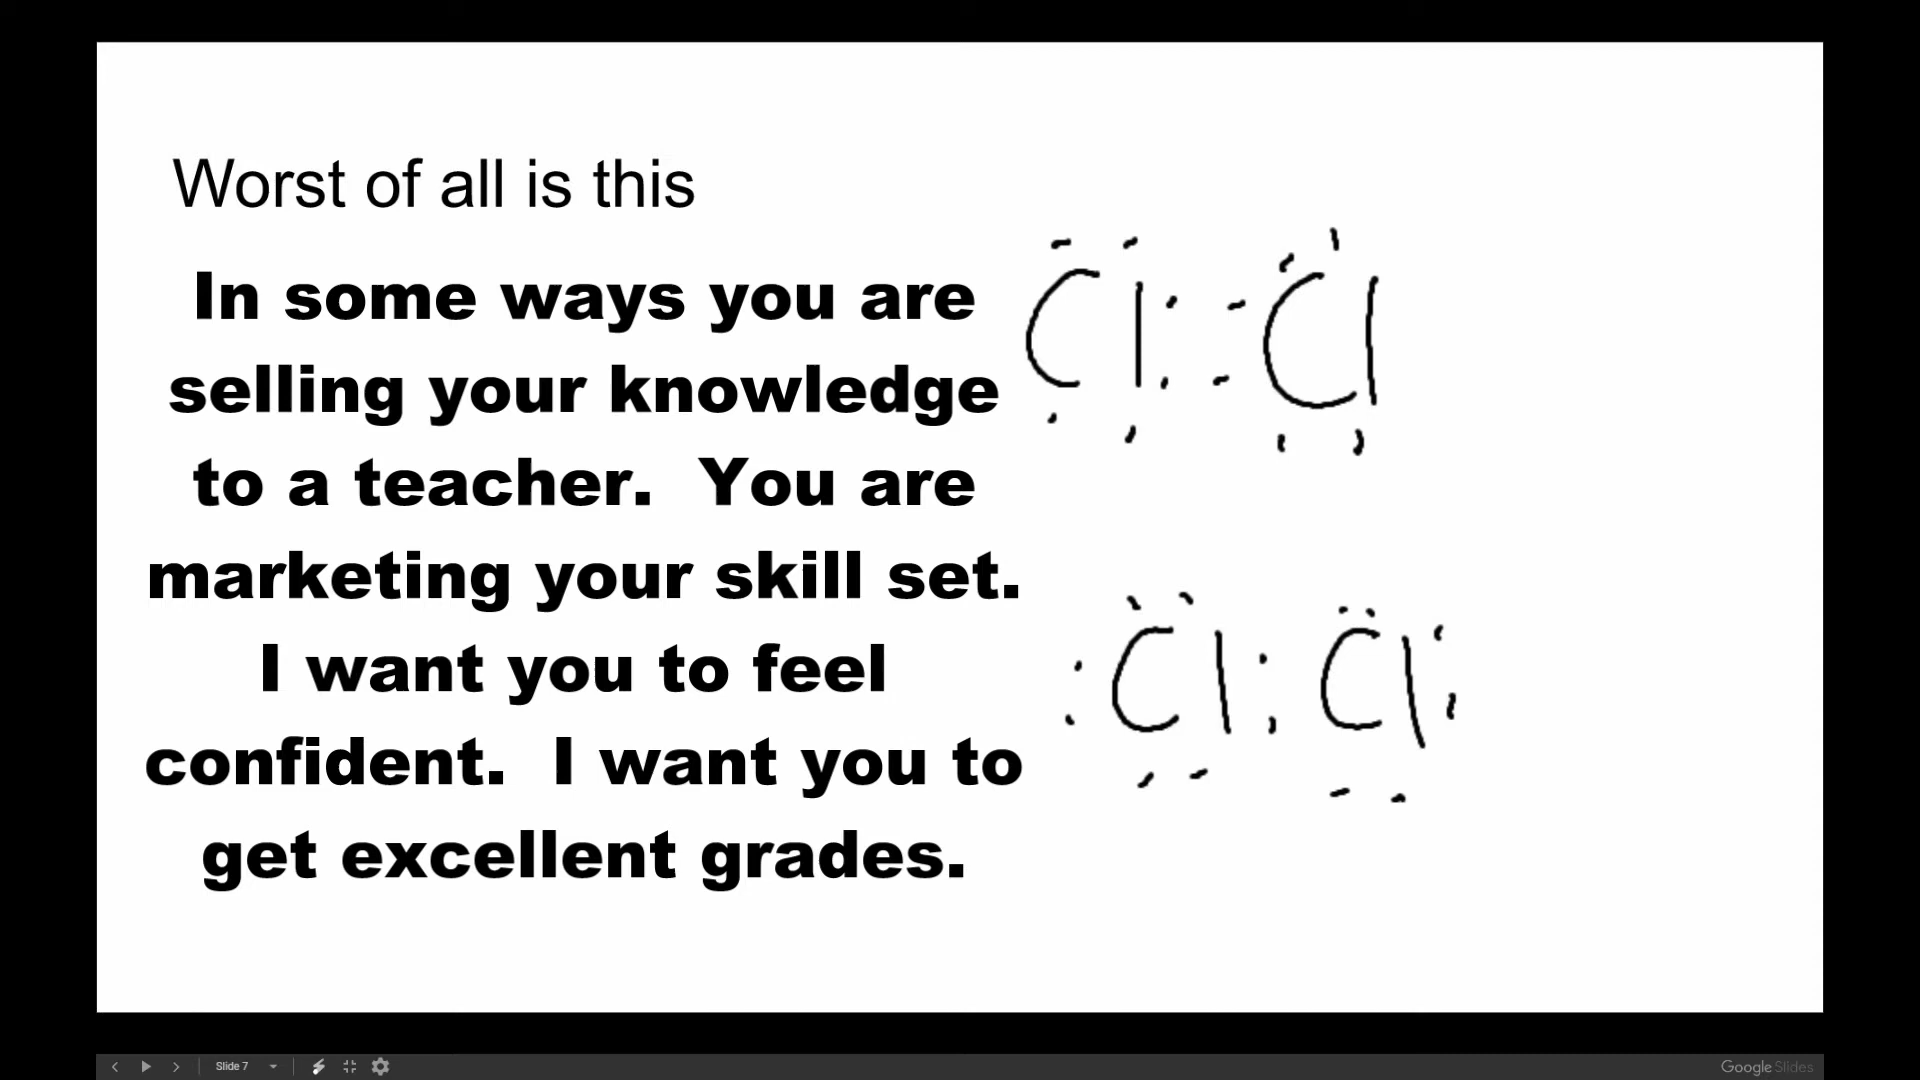 Worst of all is this
In some ways you are
selling your knowledge
to a teacher.  You are
marketing your skill set.
I want you to feel
confident.  I want you to
get excellent grades.
Cl: :Cl
:Cl:Cl:
Slide 7
Google Slides